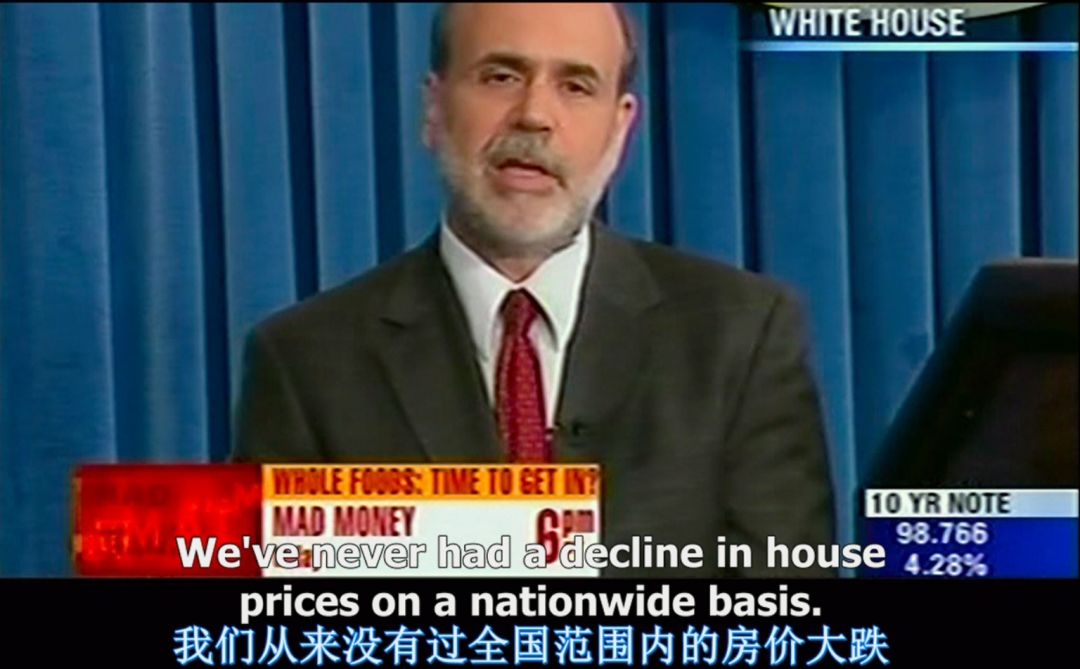 WHITE HOUSE
WHOLE FOODS: TIME TO GET IN?
MAD MONEY
6pm
10 YR NOTE
98.766
4.28%
We've never had a decline in house
prices on a nationwide basis.
我们从来没有过全国范围内的房价大跌